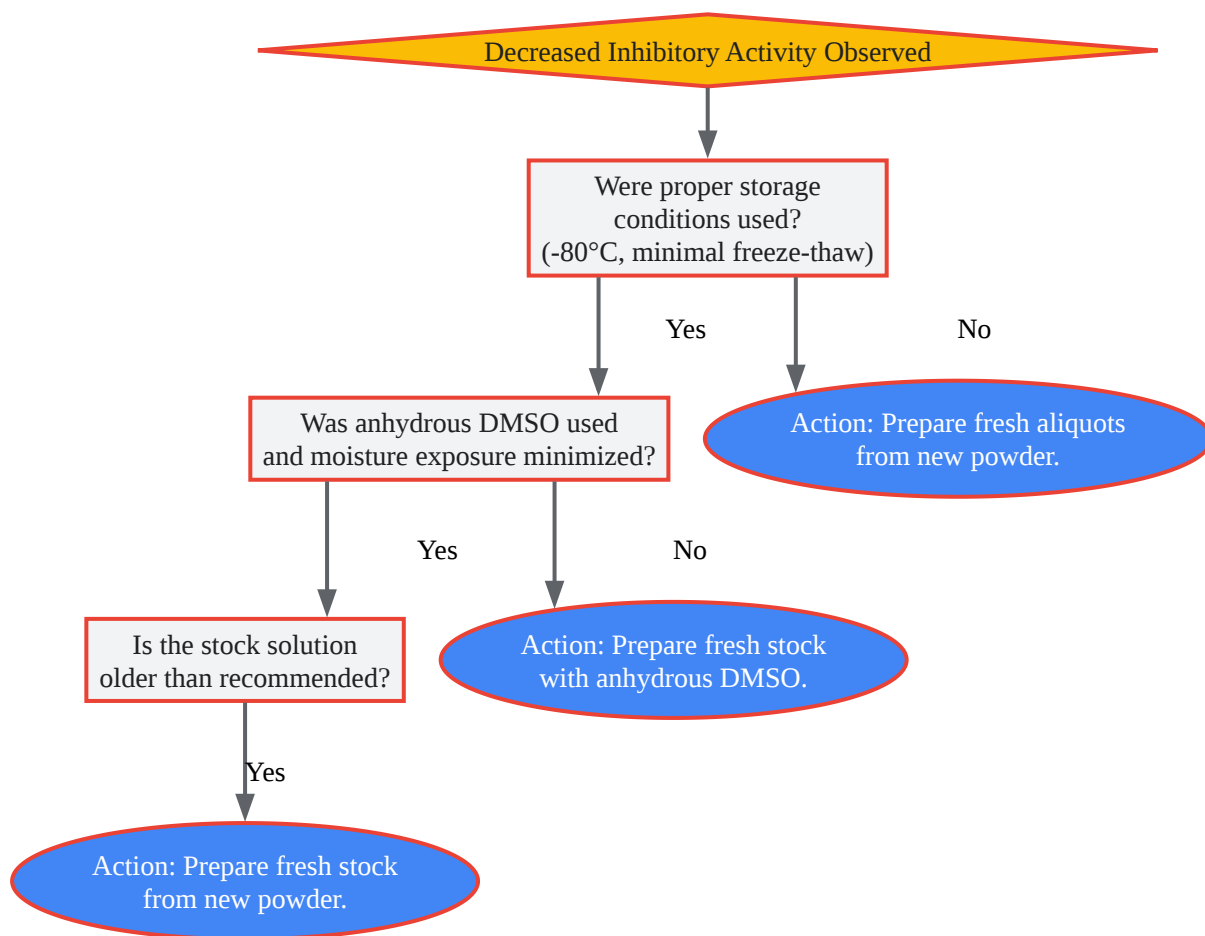 Decreased Inhibitory Activity Observed
Were proper storage
conditions used?
(-80°C, minimal freeze-thaw)
Yes
No
Was anhydrous DMSO used
and moisture exposure minimized?
Action: Prepare fresh aliquots
from new powder.
Yes
No
Is the stock solution
older than recommended?
Action: Prepare fresh stock
with anhydrous DMSO.
Yes
Action: Prepare fresh stock
from new powder.